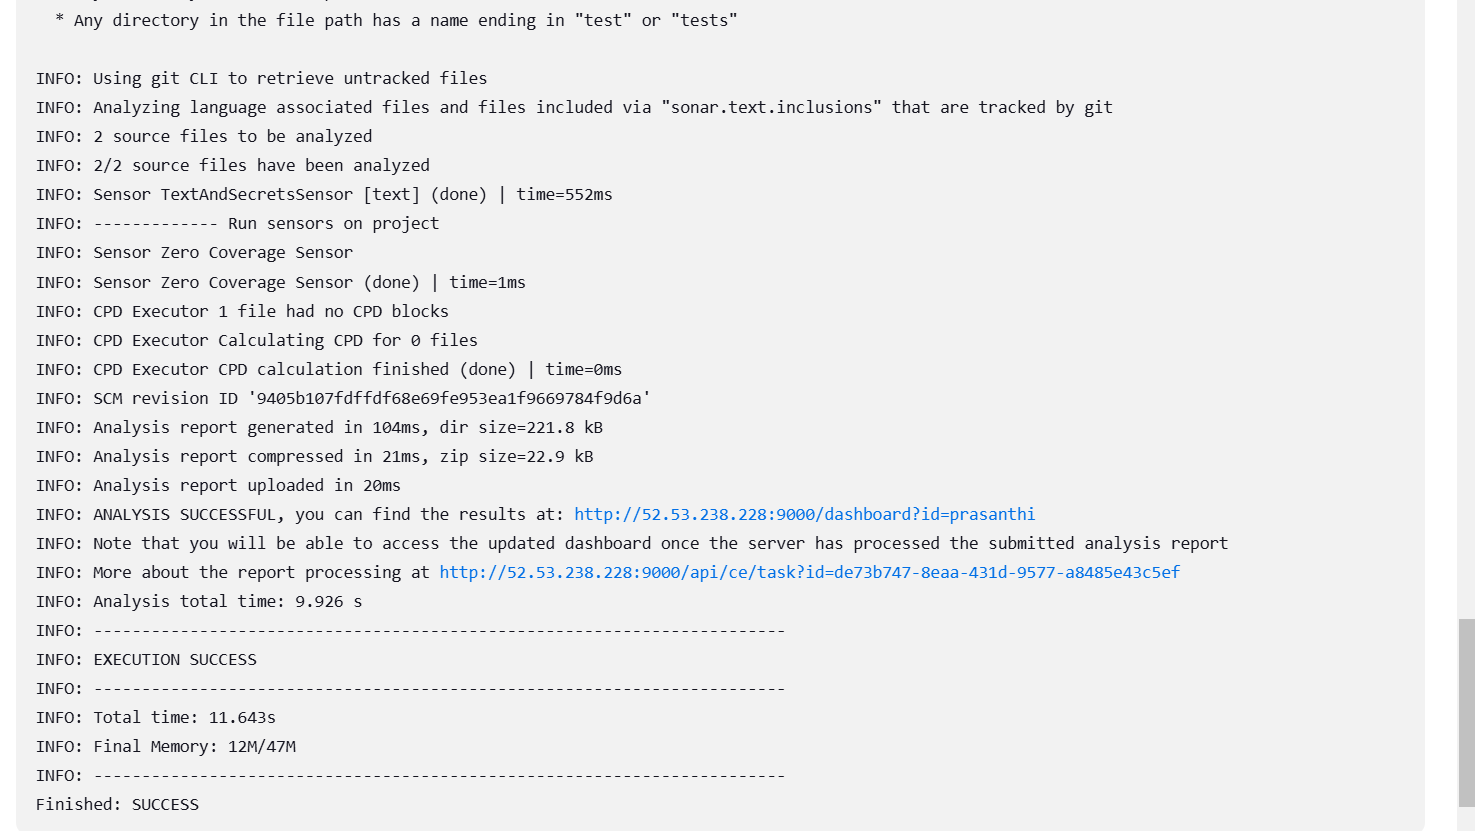 * Any directory in the file path has a name ending in "test" or "tests"
INFO: Using git CLI to retrieve untracked files
INFO: Analyzing language associated files and files included via "sonar.text.inclusions" that are tracked by git
INFO: 2 source files to be analyzed
INFO: 2/2 source files have been analyzed
INFO: Sensor TextAndSecretsSensor [text] (done) | time=552ms
INFO: ------------- Run sensors on project
INFO: Sensor Zero Coverage Sensor
INFO: Sensor Zero Coverage Sensor (done) | time=1ms
INFO: CPD Executor 1 file had no CPD blocks
INFO: CPD Executor Calculating CPD for 0 files
INFO: CPD Executor CPD calculation finished (done) | time=0ms
INFO: SCM revision ID '9405b107fdffdf68e69fe953ea1f9669784f9d6a'
INFO: Analysis report generated in 104ms, dir size=221.8 kB
INFO: Analysis report compressed in 21ms, zip size=22.9 kB
INFO: Analysis report uploaded in 20ms
INFO: ANALYSIS SUCCESSFUL, you can find the results at: http://52.53.238.228:9000/dashboard?id=prasanthi
INFO: Note that you will be able to access the updated dashboard once the server has processed the submitted analysis report
INFO: More about the report processing at http://52.53.238.228:9000/api/ce/task?id=de73b747-8eaa-431d-9577-a8485e43c5ef
INFO: Analysis total time: 9.926 s
INFO: ------------------------------------------------------------------------
INFO: EXECUTION SUCCESS
INFO: ------------------------------------------------------------------------
INFO: Total time: 11.643s
INFO: Final Memory: 12M/47M
INFO: ------------------------------------------------------------------------
Finished: SUCCESS